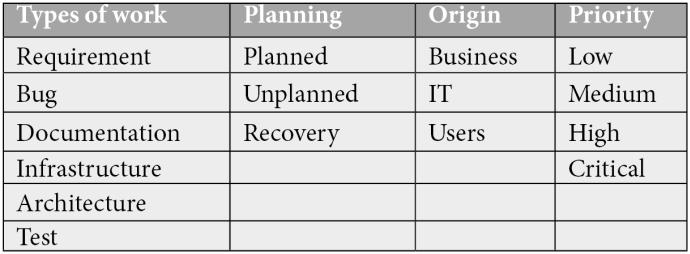 Types of work Planning Origin Priority
Requirement Planned Business Low
Bug Unplanned IT Medium
Documentation Recovery Users High
Infrastructure Critical
Architecture
Test